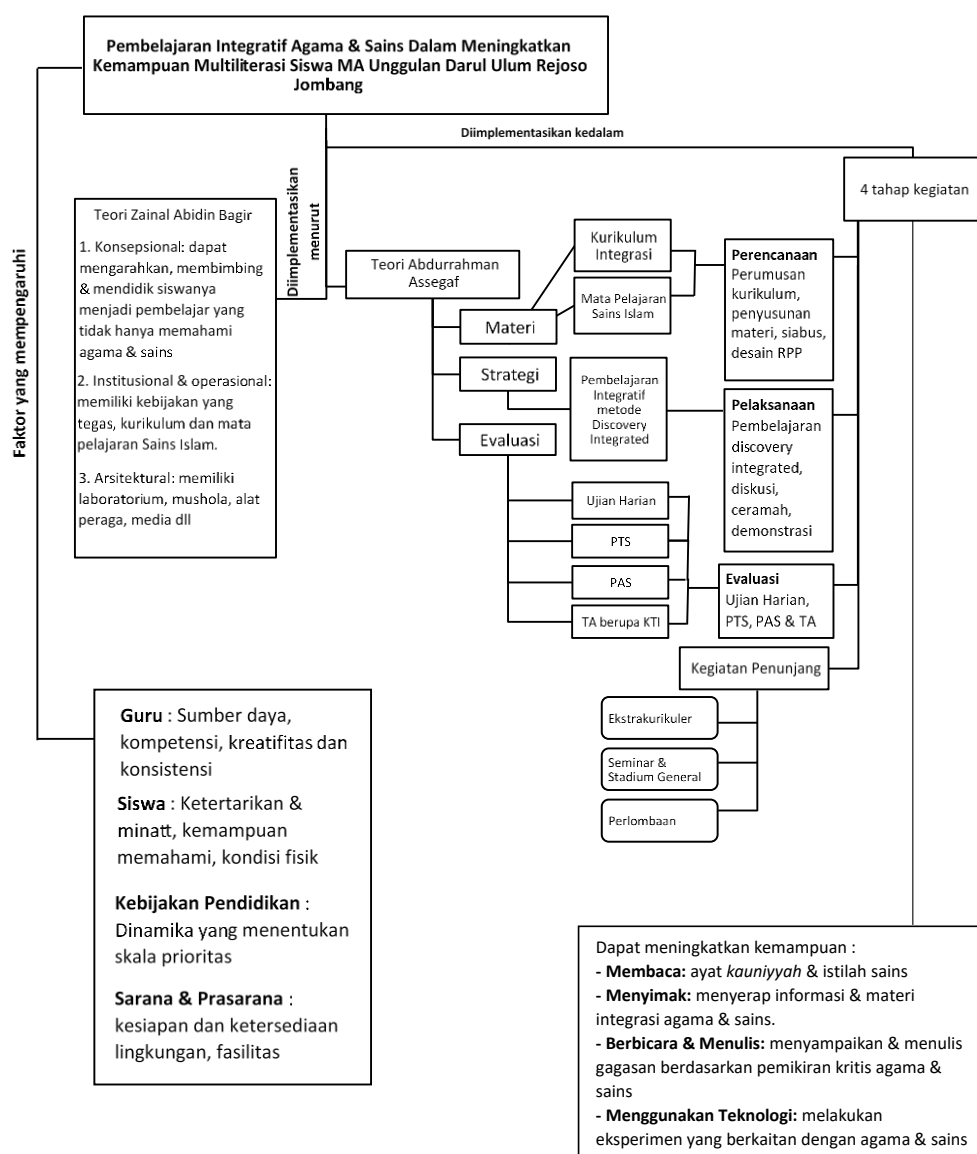 Pembelajaran Integratif Agama & Sains Dalam Meningkatkan
Kemampuan Multiliterasi Siswa MA Unggulan Darul Ulum Rejoso
Jombang
Diimplementasikan kedalam
4 tahap kegiatan
Faktor yang mempengaruhi
Diimplementasikan
menurut
Teori Zainal Abidin Bagir
1. Konsepsional: dapat
mengarahkan, membimbing
& mendidik siswanya
menjadi pembelajar yang
tidak hanya memahami
agama & sains
2. Institusional & operasional:
memiliki kebijakan yang
tegas, kurikulum dan mata
pelajaran Sains Islam.
3. Arsitektural: memiliki
laboratorium, mushola, alat
peraga, media dll
Teori Abdurrahman
Assegaf
Materi
Strategi
Evaluasi
Kurikulum
Integrasi
Mata Pelajaran
Sains Islam
Pembelajaran
Integratif
metode
Discovery
Integrated
Ujian Harian
PTS
PAS
TA berupa KTI
Perencanaan
Perumusan
kurikulum,
penyusunan
materi, siabus,
desain RPP
Pelaksanaan
Pembelajaran
discovery
integrated,
diskusi,
ceramah,
demonstrasi
Evaluasi
Ujian Harian,
PTS, PAS & TA
Kegiatan Penunjang
Ekstrakurikuler
Seminar &
Stadium General
Perlombaan
Guru : Sumber daya,
kompetensi, kreatifitas dan
konsistensi
Siswa : Ketertarikan &
minatt, kemampuan
memahami, kondisi fisik
Kebijakan Pendidikan :
Dinamika yang menentukan
skala prioritas
Sarana & Prasarana :
kesiapan dan ketersediaan
lingkungan, fasilitas
Dapat meningkatkan kemampuan :
- Membaca: ayat kauniyyah & istilah sains
- Menyimak: menyerap informasi & materi
integrasi agama & sains.
- Berbicara & Menulis: menyampaikan & menulis
gagasan berdasarkan pemikiran kritis agama &
sains
- Menggunakan Teknologi: melakukan
eksperimen yang berkaitan dengan agama & sains